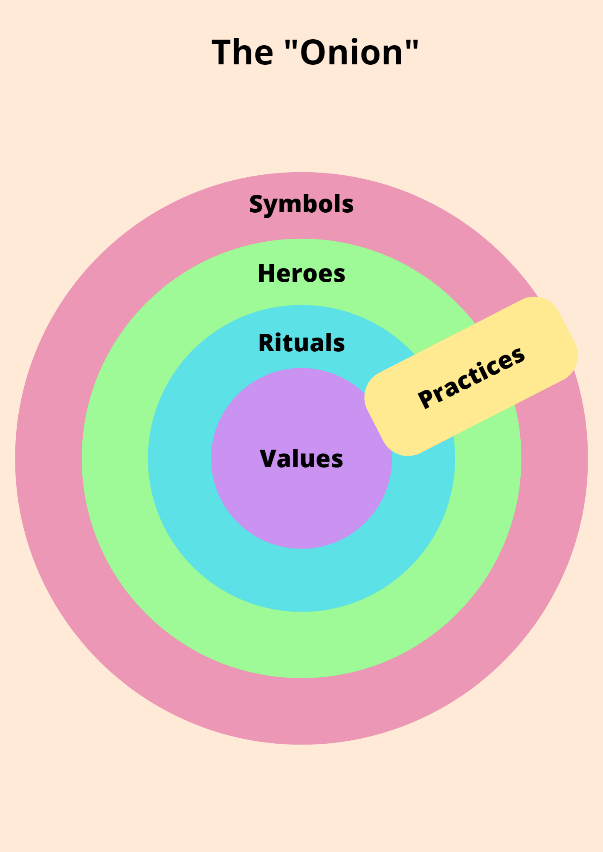 The "Onion"
Symbols
Heroes
Rituals
Practices
Values